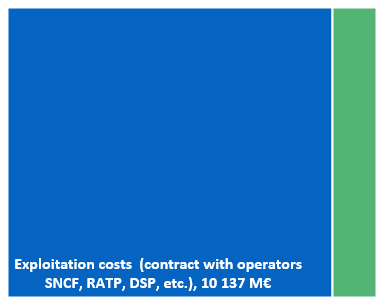 Exploitation costs (contract with operators
SNCF, RATP, DSP, etc.), 10 137 M€